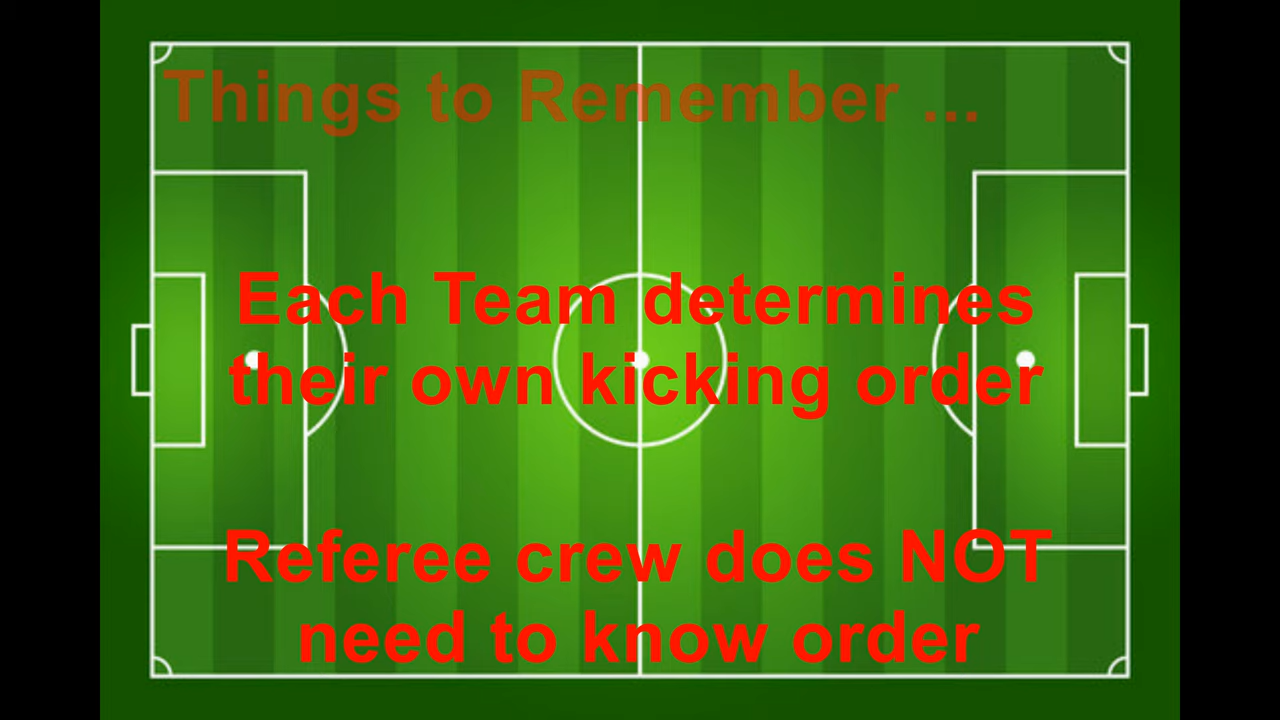 Things to Remember ...
Each Team determines
their own kicking order
Referee crew does NOT
need to know order